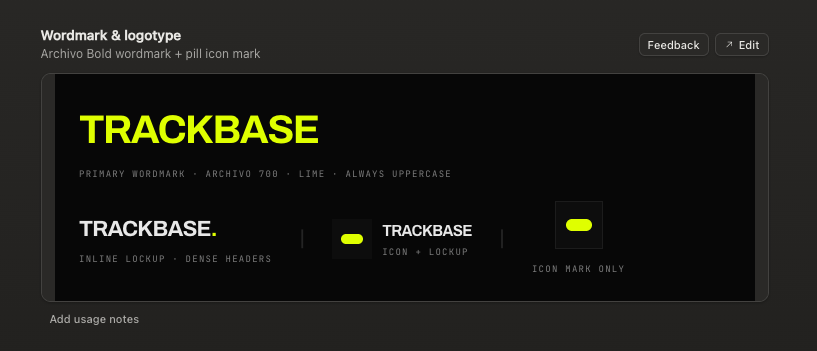 Wordmark & logotype
Archivo Bold wordmark + pill icon mark
Feedback
↗ Edit
TRACKBASE
PRIMARY WORDMARK · ARCHIVO 700 · LIME · ALWAYS UPPERCASE
TRACKBASE.
INLINE LOCKUP · DENSE HEADERS
TRACKBASE
ICON + LOCKUP
ICON MARK ONLY
Add usage notes